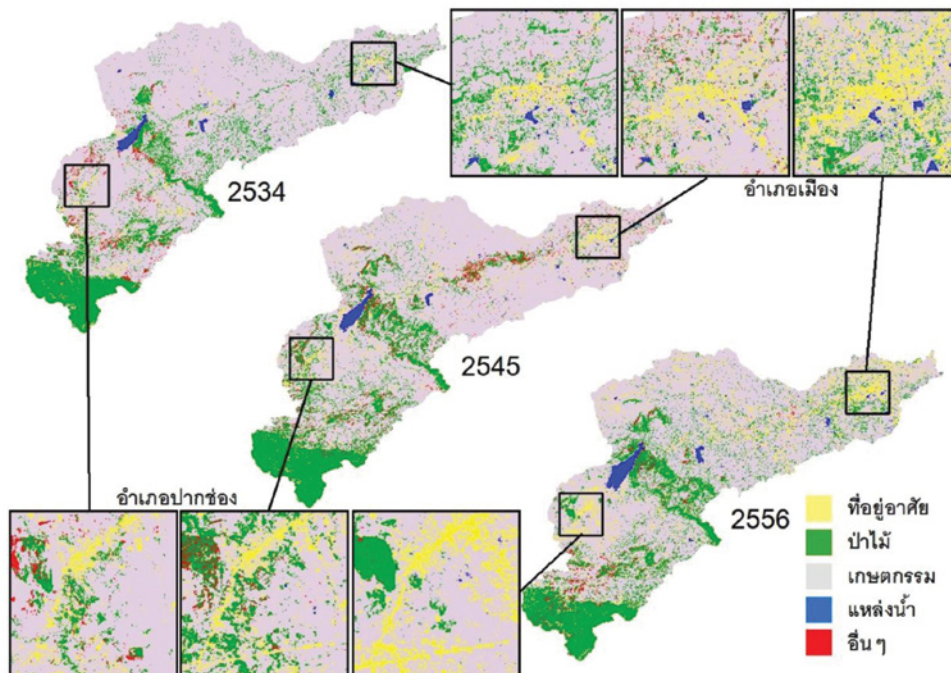 2534
อำเภอเมือง
2545
อำเภอปากช่อง
2556
ที่อยู่อาศัย
ป่าไม้
เกษตกรรม
แหล่งน้ำ
อื่นๆ